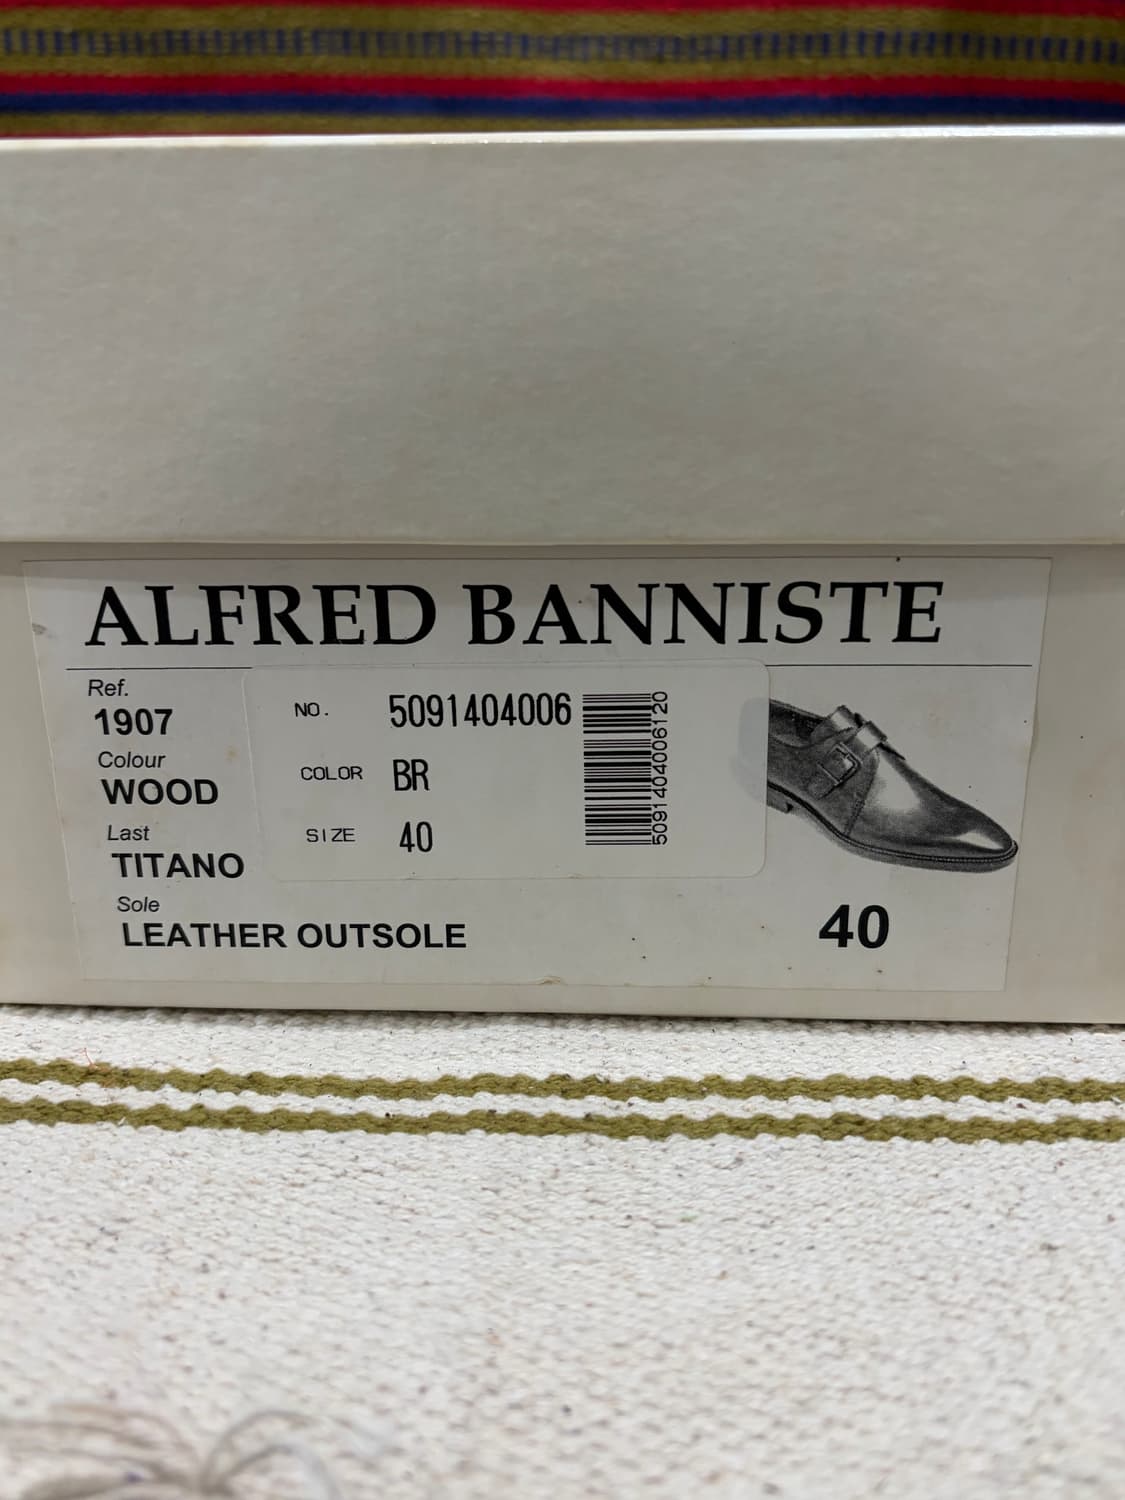 ALFRED BANNISTE
Ref.
1907
Colour
WOOD
Last
TITANO
Sole
LEATHER OUTSOLE
NO. 5091404006
COLOR BR
SIZE 40
5091404006120
40